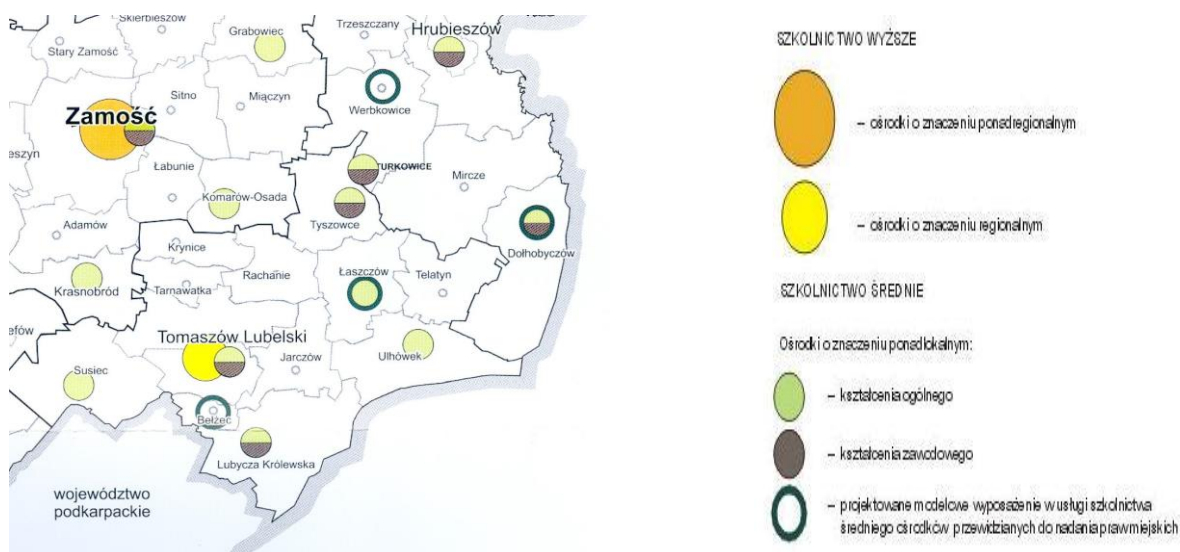 Skierbieszów
Trzeszczany
Hrubieszów
Grabowiec
Stary Zamość
Sitno
Miączyn
Werbkowice
Zamość
eszyn
Łabunie
TURKOWICE
Mircze
Komarów-Osada
Tyszowce
Adamów
Krynice
Dołhobyczów
Rachanie
Łaszczów
Telatyn
Krasnobród
Tarnawatka
efów
Tomaszów Lubelski
Jarczów
Ulhówek
Susiec
Bełżec
Lubycza Królewska
województwo
podkarpackie
SZKOLNICTWO WYŻSZE
– ośrodki o znaczeniu ponadregionalnym
– ośrodki o znaczeniu regionalnym
SZKOLNICTWO ŚREDNIE
Ośrodki o znaczeniu ponadlokalnym:
– kształcenia ogólnego
– kształcenia zawodowego
– projektowane modelowe wyposażenie w usługi szkolnictwa
średniego ośrodków przewidzianych do nadania praw miejskich